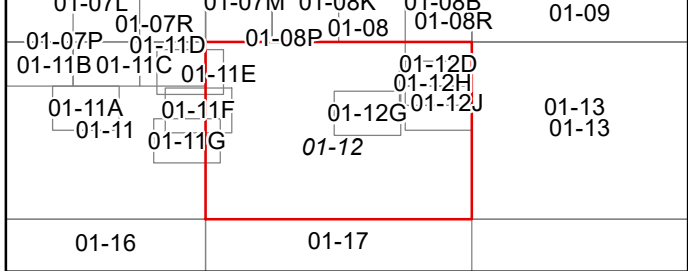 01-07L 01-07M 01-08K 01-08B
01-07R 01-08 01-08R 01-09
01-07P 01-11D 01-08P
01-11B 01-11C 01-11E 01-12D
01-12H
01-11A 01-11F 01-12G 01-12J 01-13
01-11 01-13
01-11G 01-12
01-16 01-17